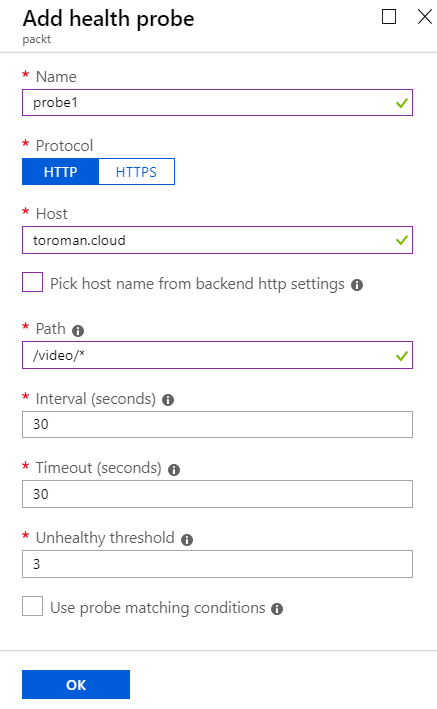 Add health probe
packt
* Name
probe1
* Protocol
HTTP HTTPS
* Host
toroman.cloud
Pick host name from backend http settings
* Path
/video/*
* Interval (seconds)
30
* Timeout (seconds)
30
* Unhealthy threshold
3
Use probe matching conditions
OK